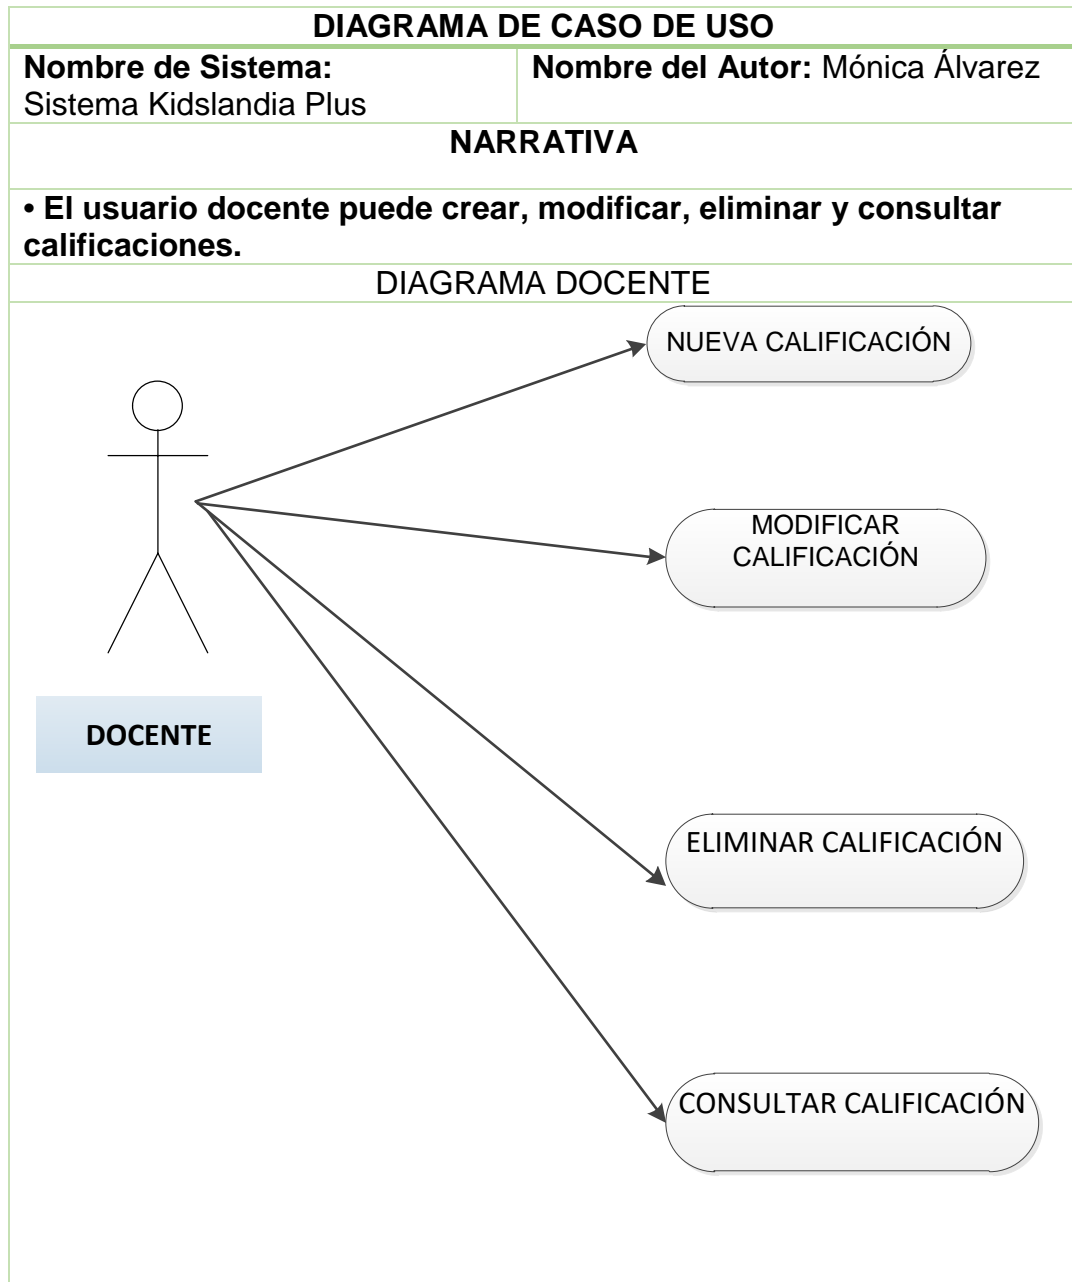 DIAGRAMA DE CASO DE USO
Nombre de Sistema:
Sistema Kidslandia Plus
Nombre del Autor: Mónica Álvarez
NARRATIVA
• El usuario docente puede crear, modificar, eliminar y consultar
calificaciones.
DIAGRAMA DOCENTE
NUEVA CALIFICACIÓN
MODIFICAR
CALIFICACIÓN
DOCENTE
ELIMINAR CALIFICACIÓN
CONSULTAR CALIFICACIÓN